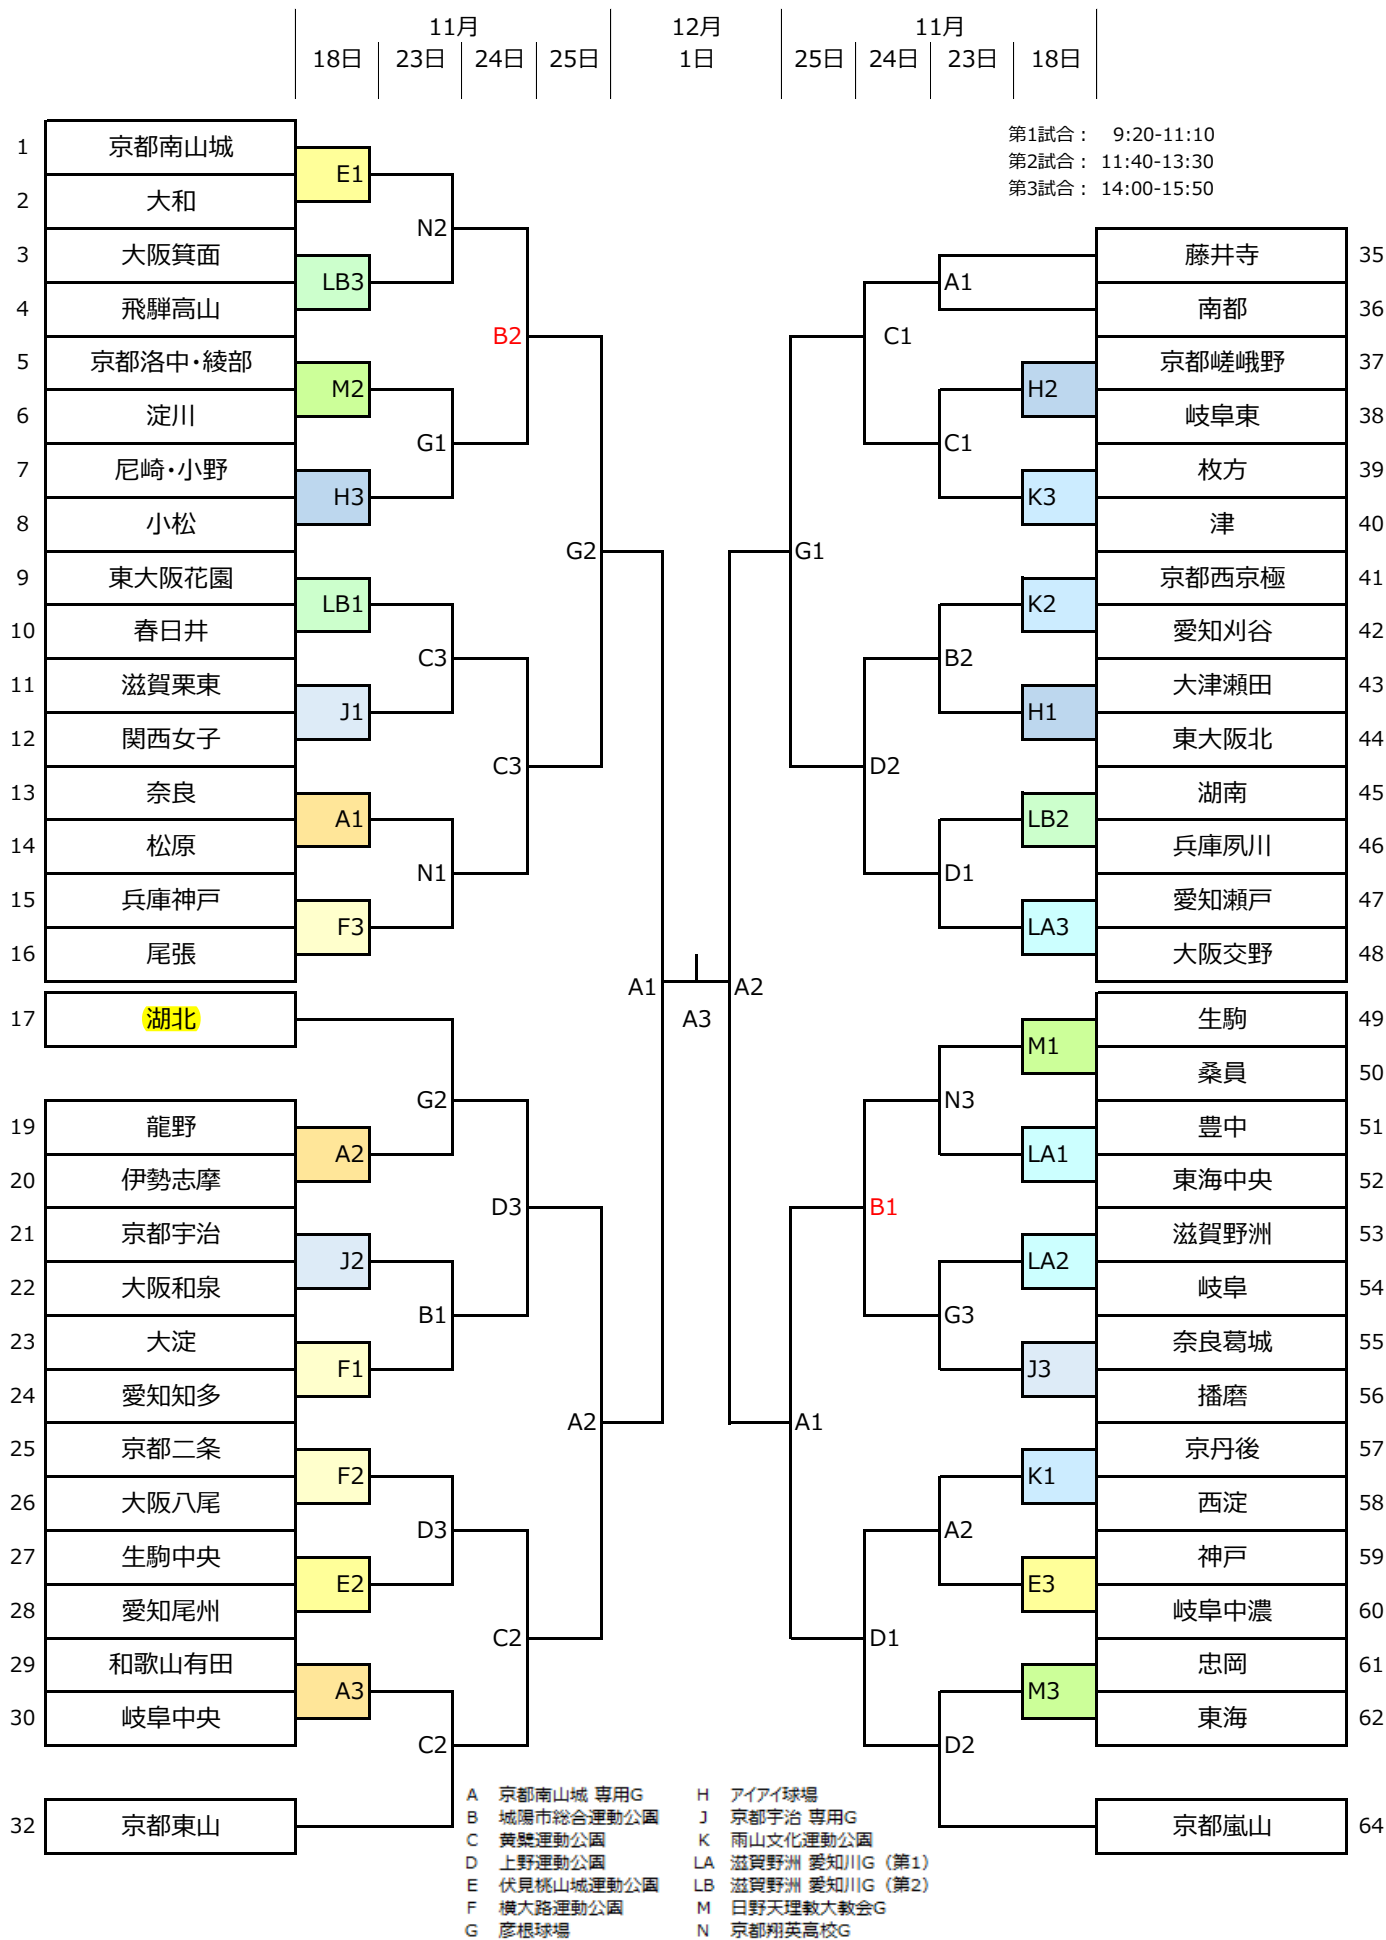 11月 12月 11月
18日 23日 24日 25日 1日 25日 24日 23日 18日
第1試合： 9:20-11:10
第2試合：11:40-13:30
第3試合：14:00-15:50
1 京都南山城
E1
2 大和
N2
3 大阪箕面
LB3
4 飛騨高山
B2
5 京都洛中・綾部
M2
6 淀川
G1
7 尼崎・小野
H3
8 小松
G2
9 東大阪花園
LB1
10 春日井
C3
11 滋賀栗東
J1
12 関西女子
C3
13 奈良
A1
14 松原
N1
15 兵庫神戸
F3
16 尾張
A1
17 湖北
G2
19 龍野
A2
20 伊勢志摩
D3
21 京都宇治
J2
22 大阪和泉
B1
23 大淀
F1
24 愛知知多
A2
25 京都二条
F2
26 大阪八尾
D3
27 生駒中央
E2
28 愛知尾州
C2
29 和歌山有田
A3
30 岐阜中央
C2
32 京都東山
A3
藤井寺 35
A1
南都 36
C1
京都嵯峨野 37
H2
岐阜東 38
C1
枚方 39
K3
津 40
G1
京都西京極 41
K2
愛知刈谷 42
B2
大津瀬田 43
H1
東大阪北 44
D2
湖南 45
LB2
兵庫夙川 46
D1
愛知瀬戸 47
LA3
大阪交野 48
A2
生駒 49
M1
桑員 50
N3
豊中 51
LA1
東海中央 52
B1
滋賀野洲 53
LA2
岐阜 54
G3
奈良葛城 55
J3
播磨 56
A1
京丹後 57
K1
西淀 58
A2
神戸 59
E3
岐阜中濃 60
D1
忠岡 61
M3
東海 62
D2
京都嵐山 64
A 京都南山城 専用G
B 城陽市総合運動公園
C 黄檗運動公園
D 上野運動公園
E 伏見桃山城運動公園
F 横大路運動公園
G 彦根球場
H アイアイ球場
J 京都宇治 専用G
K 雨山文化運動公園
LA 滋賀野洲 愛知川G（第1）
LB 滋賀野洲 愛知川G（第2）
M 日野天理教大教会G
N 京都翔英高校G